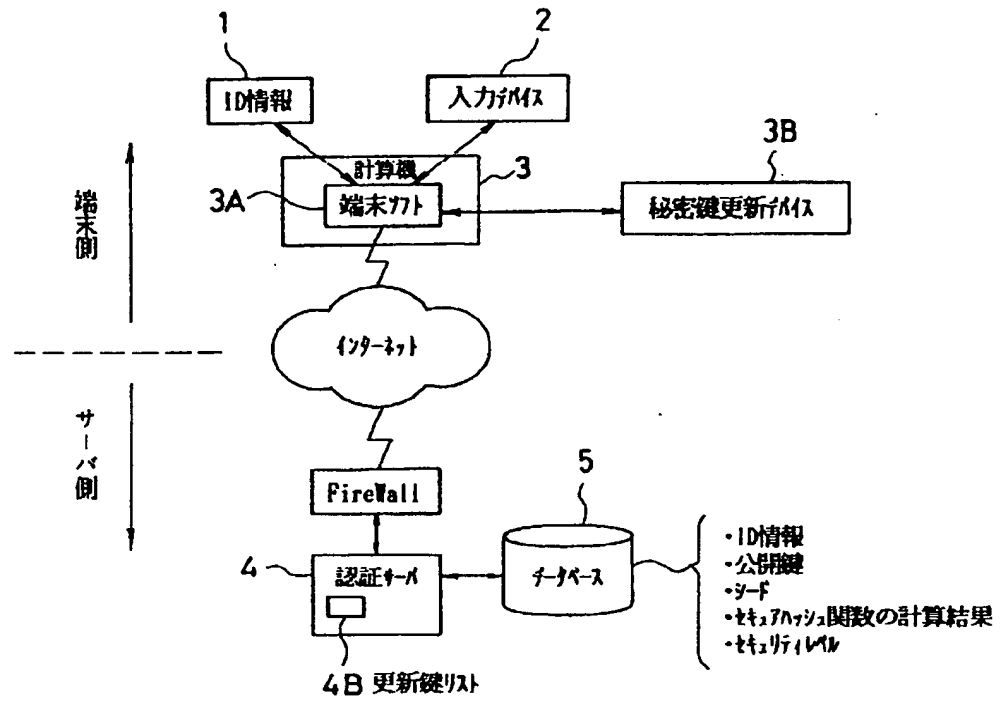 1
2
ID情報
入力デバイス
3B
計算機
3
3A
端末ソフト
秘密鍵更新デバイス
端末側
インターネット
サーバ側
FireWall
5
4
認証サーバ
データベース
・ID情報
・公開鍵
・シード
・セキュアハッシュ関数の計算結果
・セキュリティレベル
4B 更新鍵リスト